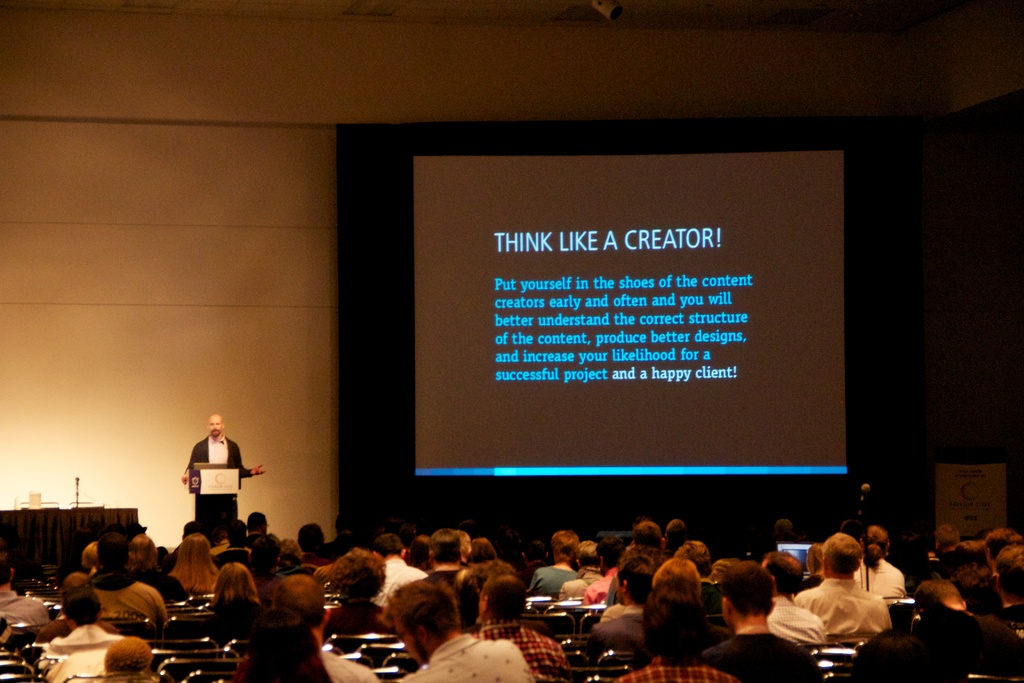 THINK LIKE A CREATOR!
Put yourself in the shoes of the content
creators early and often and you will
better understand the correct structure
of the content, produce better designs,
and increase your likelihood for a
successful project and a happy client!